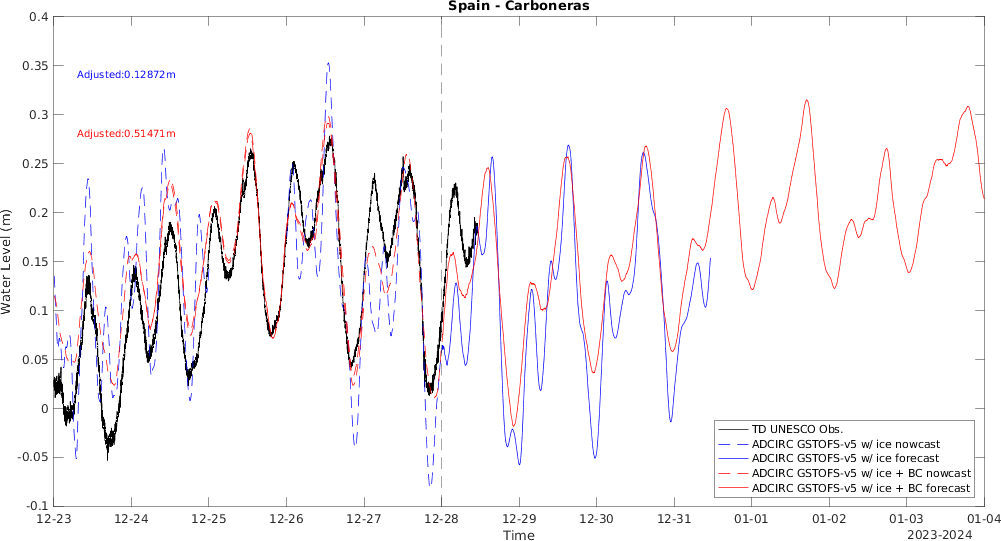 Spain - Carboneras
0.4
0.35
0.3
0.25
0.2
0.15
0.1
0.05
0
-0.05
-0.1
Water Level (m)
Adjusted:0.12872m
Adjusted:0.51471m
TD UNESCO Obs.
ADCIRC GSTOFS-v5 w/ ice nowcast
ADCIRC GSTOFS-v5 w/ ice forecast
ADCIRC GSTOFS-v5 w/ ice + BC nowcast
ADCIRC GSTOFS-v5 w/ ice + BC forecast
12-23 12-24 12-25 12-26 12-27 12-28 12-29 12-30 12-31 01-01 01-02 01-03 01-04
Time
2023-2024